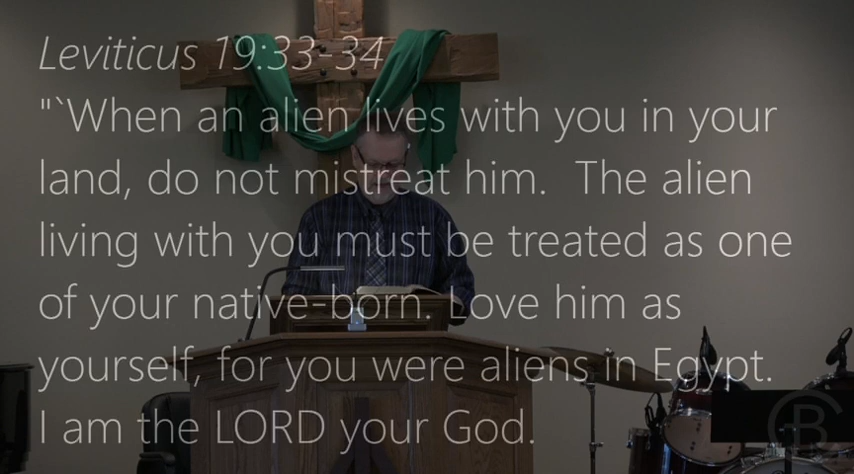 Leviticus 19:33-34
"`When an alien lives with you in your
land, do not mistreat him.  The alien
living with you must be treated as one
of your native-born. Love him as
yourself, for you were aliens in Egypt.
I am the LORD your God.